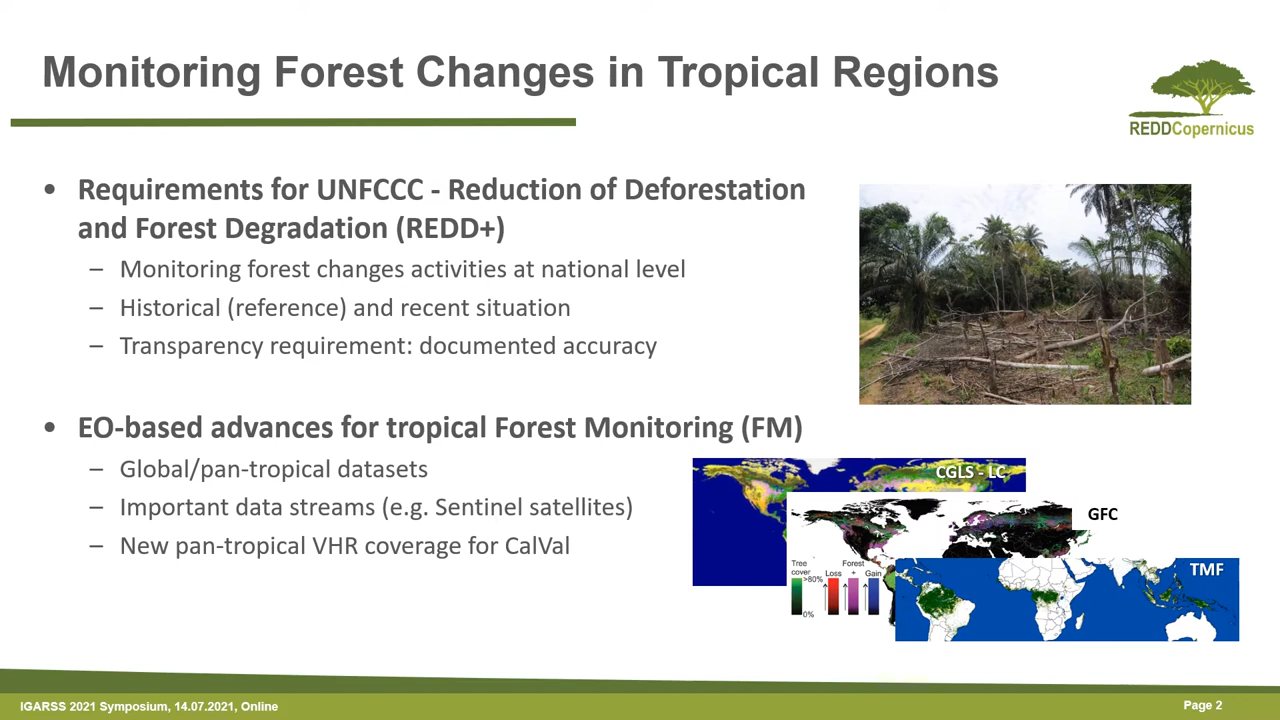 Monitoring Forest Changes in Tropical Regions
REDDCopernicus
• Requirements for UNFCCC - Reduction of Deforestation
and Forest Degradation (REDD+)
– Monitoring forest changes activities at national level
– Historical (reference) and recent situation
– Transparency requirement: documented accuracy
• EO-based advances for tropical Forest Monitoring (FM)
– Global/pan-tropical datasets
– Important data streams (e.g. Sentinel satellites)
– New pan-tropical VHR coverage for CalVal
CGLS - LC
GFC
TMF
Tree
cover
>80%
0%
Loss
Forest
+
Gain
IGARSS 2021 Symposium, 14.07.2021, Online
Page 2